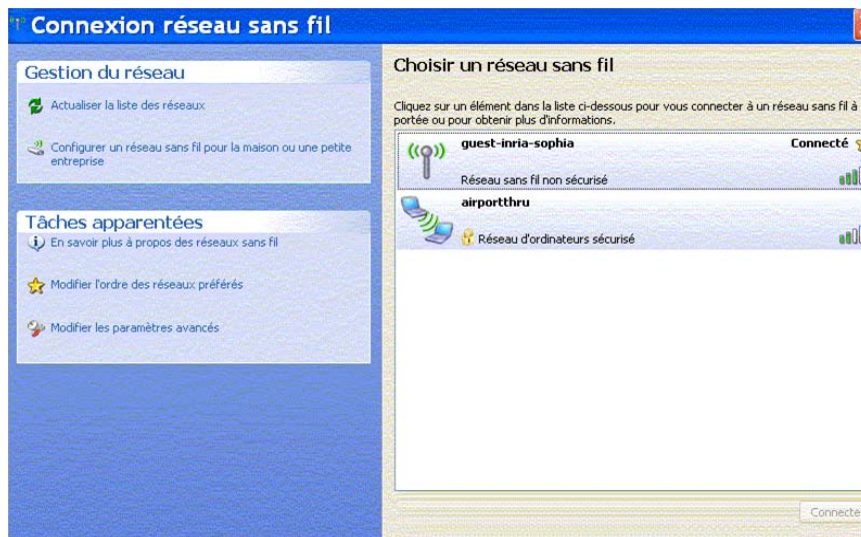 Connexion réseau sans fil
Gestion du réseau
Actualiser la liste des réseaux
Configurer un réseau sans fil pour la maison ou une petite
entreprise
Tâches apparentées
En savoir plus à propos des réseaux sans fil
Modifier l'ordre des réseaux préférés
Modifier les paramètres avancés
Choisir un réseau sans fil
Cliquez sur un élément dans la liste ci-dessous pour vous connecter à un réseau sans fil à
portée ou pour obtenir plus d'informations.
guest-inria-sophia Connecté
Réseau sans fil non sécurisé
airportthru
Réseau d'ordinateurs sécurisé
Connecte